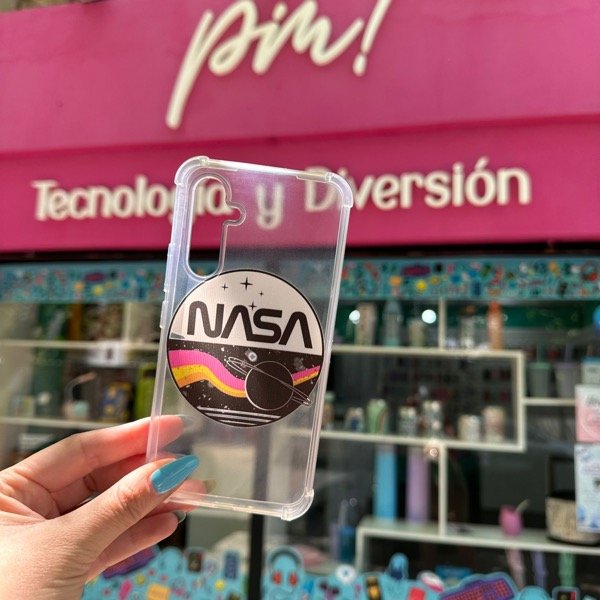 pim!
Tecnología y Diversión
NASA